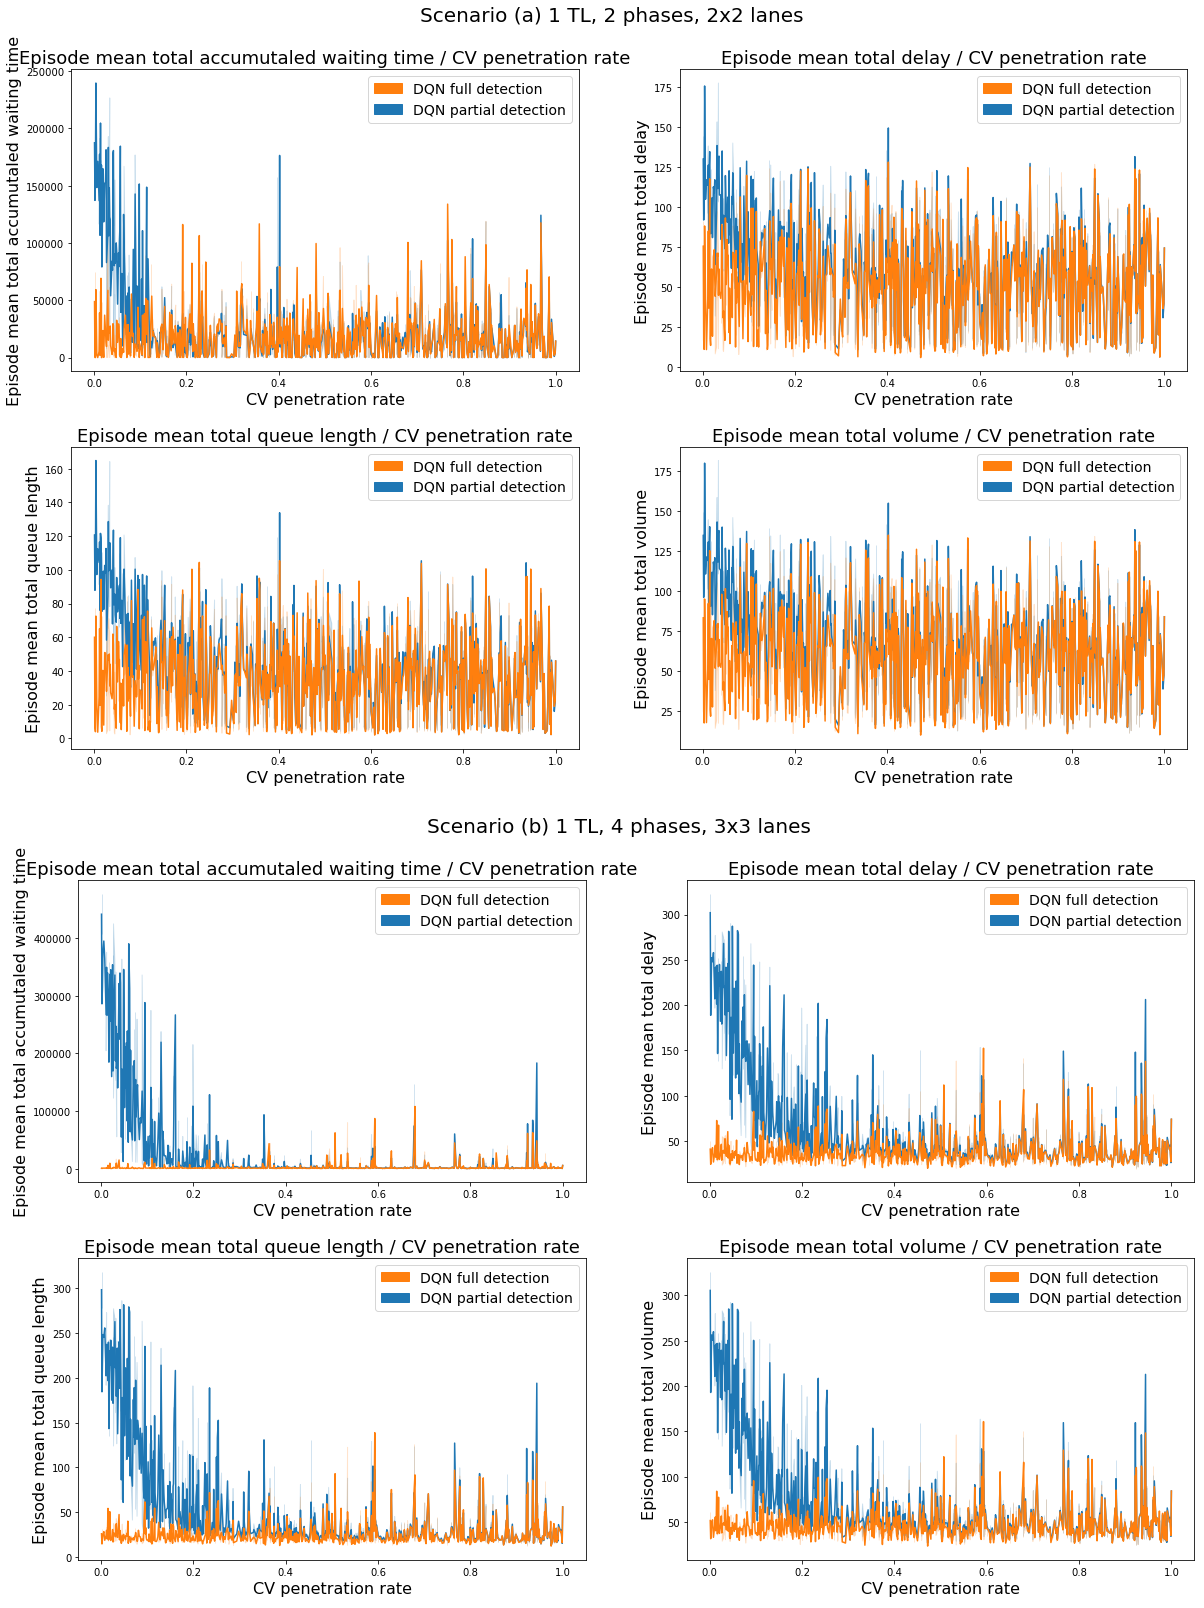 Scenario (a) 1 TL, 2 phases, 2x2 lanes
Episode mean total accumutaled waiting time / CV penetration rate
Episode mean total accumutaled waiting time
250000
200000
150000
100000
50000
0
DQN full detection
DQN partial detection
0.0 0.2 0.4 0.6 0.8 1.0
CV penetration rate
Episode mean total delay / CV penetration rate
Episode mean total delay
175
150
125
100
75
50
25
0
DQN full detection
DQN partial detection
0.0 0.2 0.4 0.6 0.8 1.0
CV penetration rate
Episode mean total queue length / CV penetration rate
Episode mean total queue length
160
140
120
100
80
60
40
20
0
DQN full detection
DQN partial detection
0.0 0.2 0.4 0.6 0.8 1.0
CV penetration rate
Episode mean total volume / CV penetration rate
Episode mean total volume
175
150
125
100
75
50
25
DQN full detection
DQN partial detection
0.0 0.2 0.4 0.6 0.8 1.0
CV penetration rate
Scenario (b) 1 TL, 4 phases, 3x3 lanes
Episode mean total accumutaled waiting time / CV penetration rate
Episode mean total accumutaled waiting time
400000
300000
200000
100000
0
DQN full detection
DQN partial detection
0.0 0.2 0.4 0.6 0.8 1.0
CV penetration rate
Episode mean total delay / CV penetration rate
Episode mean total delay
300
250
200
150
100
50
DQN full detection
DQN partial detection
0.0 0.2 0.4 0.6 0.8 1.0
CV penetration rate
Episode mean total queue length / CV penetration rate
Episode mean total queue length
300
250
200
150
100
50
0
DQN full detection
DQN partial detection
0.0 0.2 0.4 0.6 0.8 1.0
CV penetration rate
Episode mean total volume / CV penetration rate
Episode mean total volume
300
250
200
150
100
50
DQN full detection
DQN partial detection
0.0 0.2 0.4 0.6 0.8 1.0
CV penetration rate